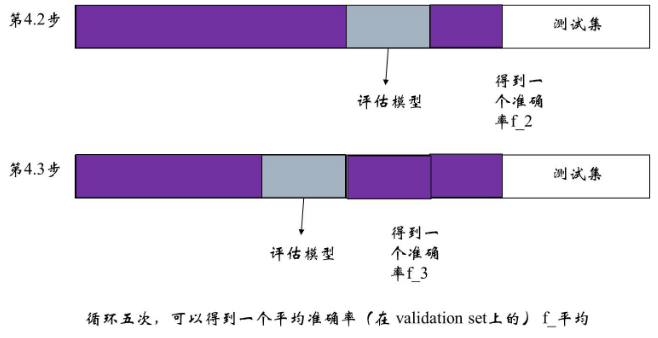 第4.2步
测试集
评估模型
得到一
个准确
率f_2
第4.3步
测试集
评估模型
得到一
个准确
率f_3
循环五次，可以得到一个平均准确率（在 validation set上的）f_平均